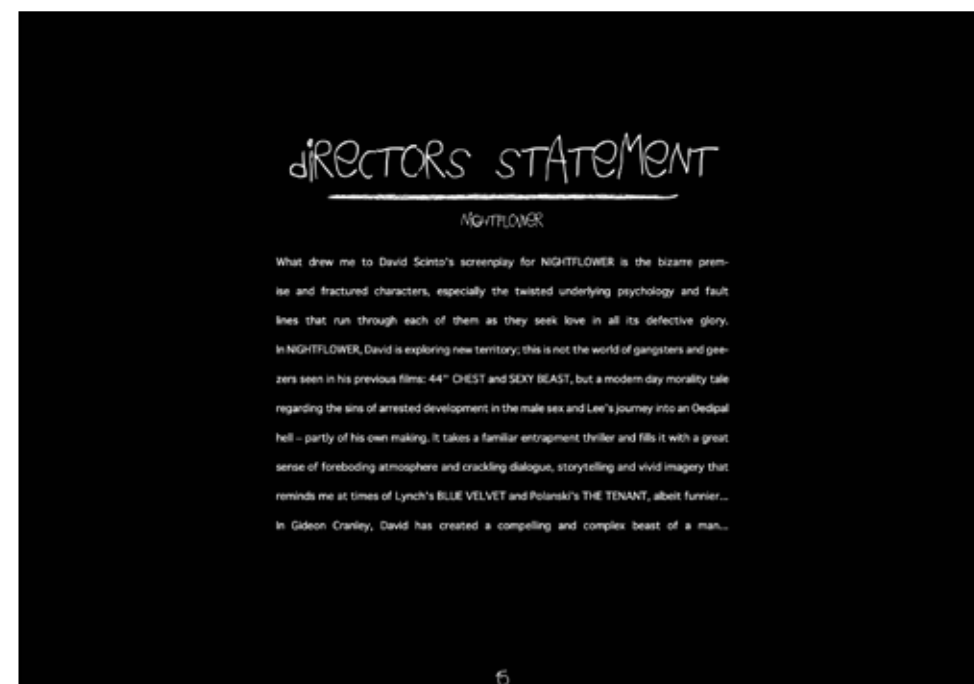 diRecTORs sTATeMeNT
NiGHTFLOWeR
What drew me to David Scinto's screenplay for NIGHTFLOWER is the bizarre prem-
ise and fractured characters, especially the twisted underlying psychology and fault
lines that run through each of them as they seek love in all its defective glory.
In NIGHTFLOWER, David is exploring new territory; this is not the world of gangsters and gee-
zers seen in his previous films: 44" CHEST and SEXY BEAST, but a modern day morality tale
regarding the sins of arrested development in the male sex and Lee's journey into an Oedipal
hell – partly of his own making. It takes a familiar entrapment thriller and fills it with a great
sense of foreboding atmosphere and crackling dialogue, storytelling and vivid imagery that
reminds me at times of Lynch's BLUE VELVET and Polanski's THE TENANT, albeit funnier...
In Gideon Cranley, David has created a compelling and complex beast of a man...